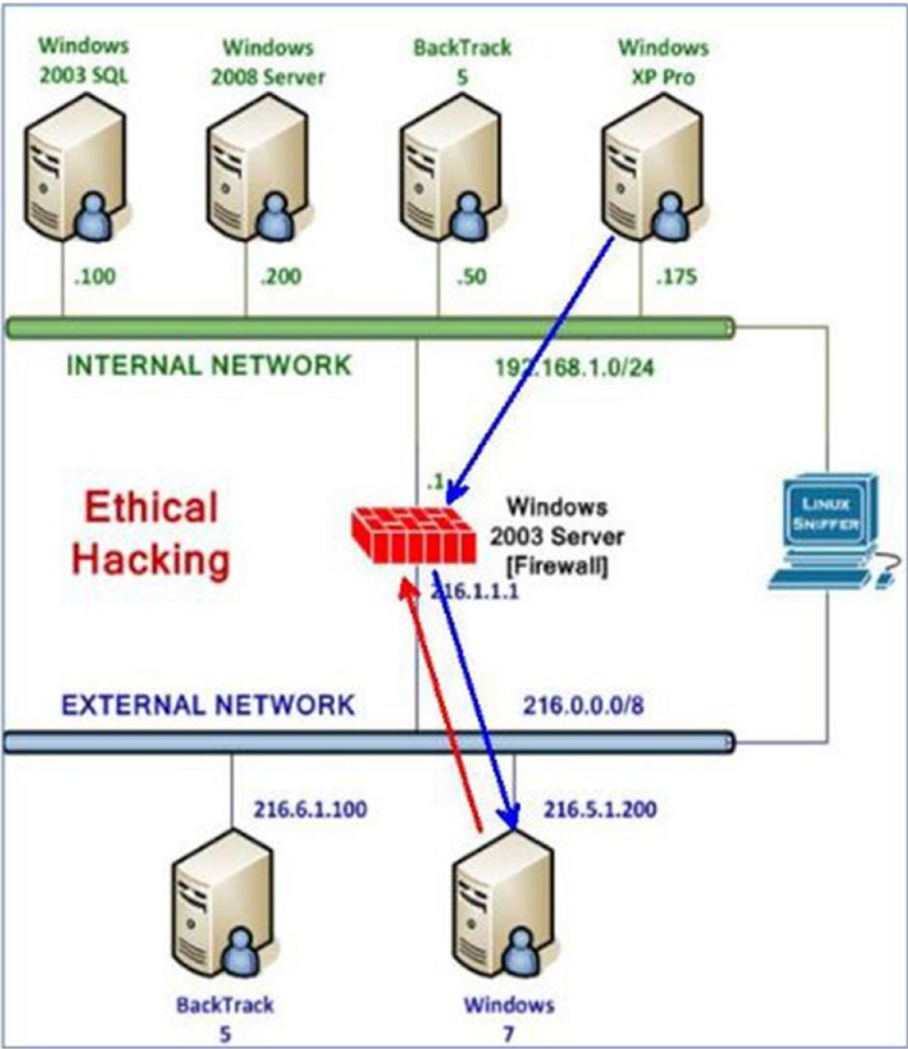 Windows
2003 SQL
Windows
2008 Server
BackTrack
5
Windows
XP Pro
.100
.200
.50
.175
INTERNAL NETWORK
192.168.1.0/24
.1
Ethical
Hacking
Windows
2003 Server
[Firewall]
LINUX
SNIFFER
216.1.1.1
EXTERNAL NETWORK
216.0.0.0/8
216.6.1.100
216.5.1.200
BackTrack
5
Windows
7